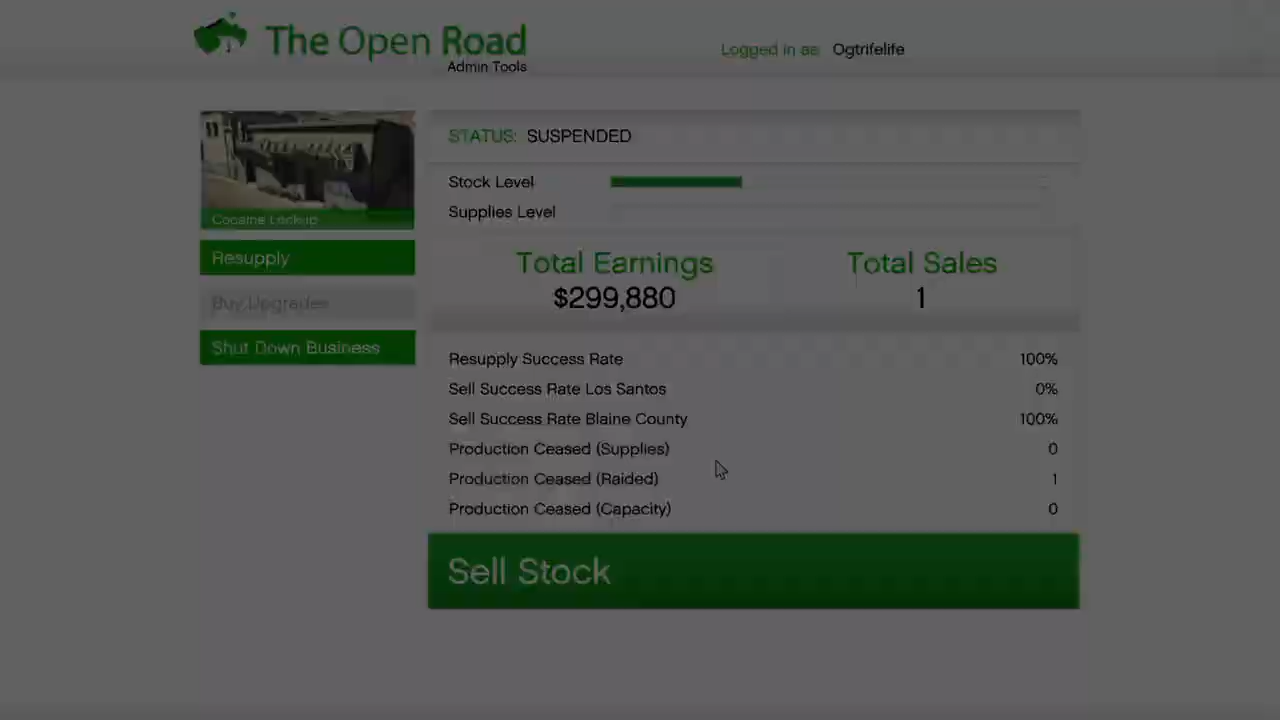 The Open Road
Admin Tools
Logged in as: Ogtrifelife
Cocaine Lockup
Resupply
Buy Upgrades
Shut Down Business
STATUS: SUSPENDED
Stock Level
Supplies Level
Total Earnings
$299,880
Total Sales
1
Resupply Success Rate 100%
Sell Success Rate Los Santos 0%
Sell Success Rate Blaine County 100%
Production Ceased (Supplies) 0
Production Ceased (Raided) 1
Production Ceased (Capacity) 0
Sell Stock